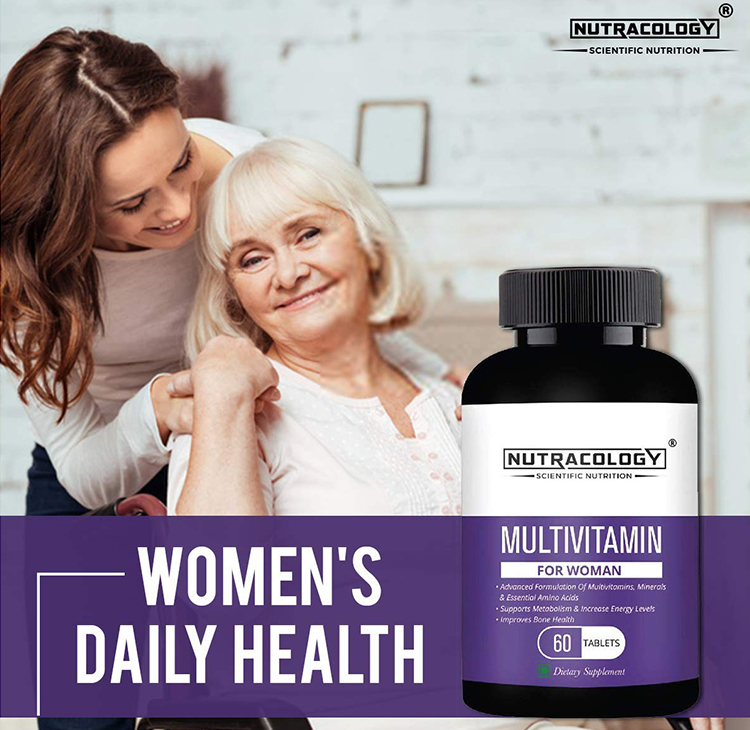 NUTRACOLOGY®
SCIENTIFIC NUTRITION
NUTRACOLOGY®
SCIENTIFIC NUTRITION
MULTIVITAMIN
FOR WOMAN
• Advanced Formulation Of Multivitamins, Minerals
& Essential Amino Acids
• Supports Metabolism & Increase Energy Levels
• Improves Bone Health
60 TABLETS
Dietary Supplement
WOMEN'S
DAILY HEALTH